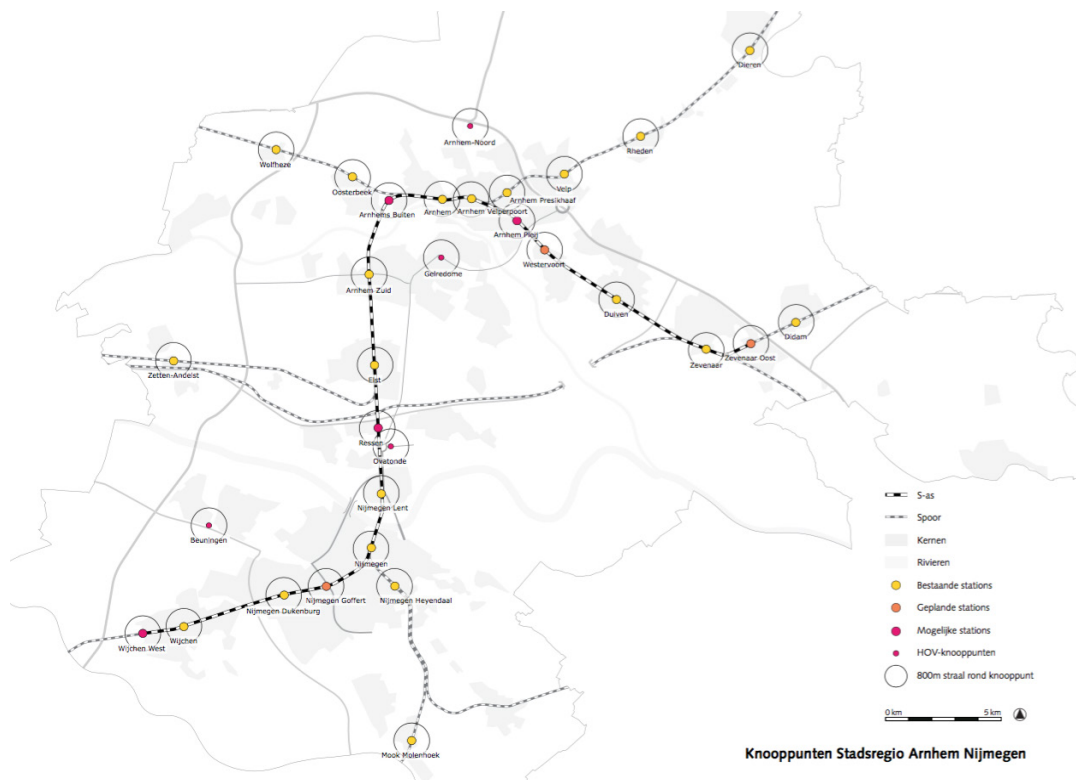 Dieren
Arnhem-Noord
Rheden
Wolfheze
Velp
Oosterbeek
Arnhem Presikhaaf
Arnhems Buiten
Arnhem
Arnhem Velperpoort
Arnhem Pleij
Westervoort
Gelredome
Arnhem Zuid
Duiven
Didam
Zevenaar Oost
Zevenaar
Zetten-Andelst
Elst
Ressen
Ovatonde
Nijmegen Lent
Beuningen
Nijmegen
Nijmegen Goffert
Nijmegen Heyendaal
Nijmegen Dukenburg
Wijchen
Wijchen West
Mook Molenhoek
S-as
Spoor
Kernen
Rivieren
Bestaande stations
Geplande stations
Mogelijke stations
HOV-knooppunten
800m straal rond knooppunt
0 km 5 km
Knooppunten Stadsregio Arnhem Nijmegen